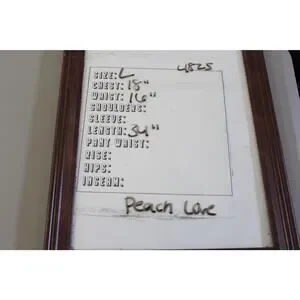 4825
SIZE: L
CHEST: 18"
WAIST: 16"
SHOULDERS:
SLEEVE:
LENGTH: 34"
PANT WAIST:
RISE:
HIPS:
INSEAM:
Peach Love